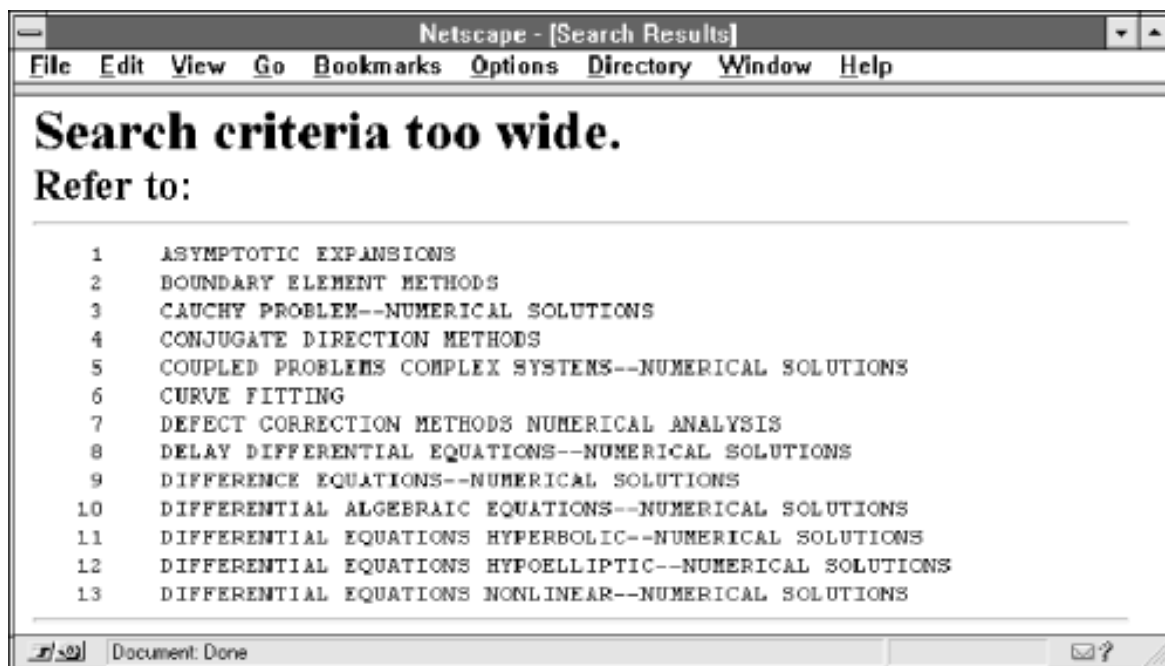 Netscape - [Search Results]
File Edit View Go Bookmarks Options Directory Window Help
Search criteria too wide.
Refer to:
1 ASYMPTOTIC EXPANSIONS
2 BOUNDARY ELEMENT METHODS
3 CAUCHY PROBLEM--NUMERICAL SOLUTIONS
4 CONJUGATE DIRECTION METHODS
5 COUPLED PROBLEMS COMPLEX SYSTEMS--NUMERICAL SOLUTIONS
6 CURVE FITTING
7 DEFECT CORRECTION METHODS NUMERICAL ANALYSIS
8 DELAY DIFFERENTIAL EQUATIONS--NUMERICAL SOLUTIONS
9 DIFFERENCE EQUATIONS--NUMERICAL SOLUTIONS
10 DIFFERENTIAL ALGEBRAIC EQUATIONS--NUMERICAL SOLUTIONS
11 DIFFERENTIAL EQUATIONS HYPERBOLIC--NUMERICAL SOLUTIONS
12 DIFFERENTIAL EQUATIONS HYPOELLIPTIC--NUMERICAL SOLUTIONS
13 DIFFERENTIAL EQUATIONS NONLINEAR--NUMERICAL SOLUTIONS
Document: Done ?